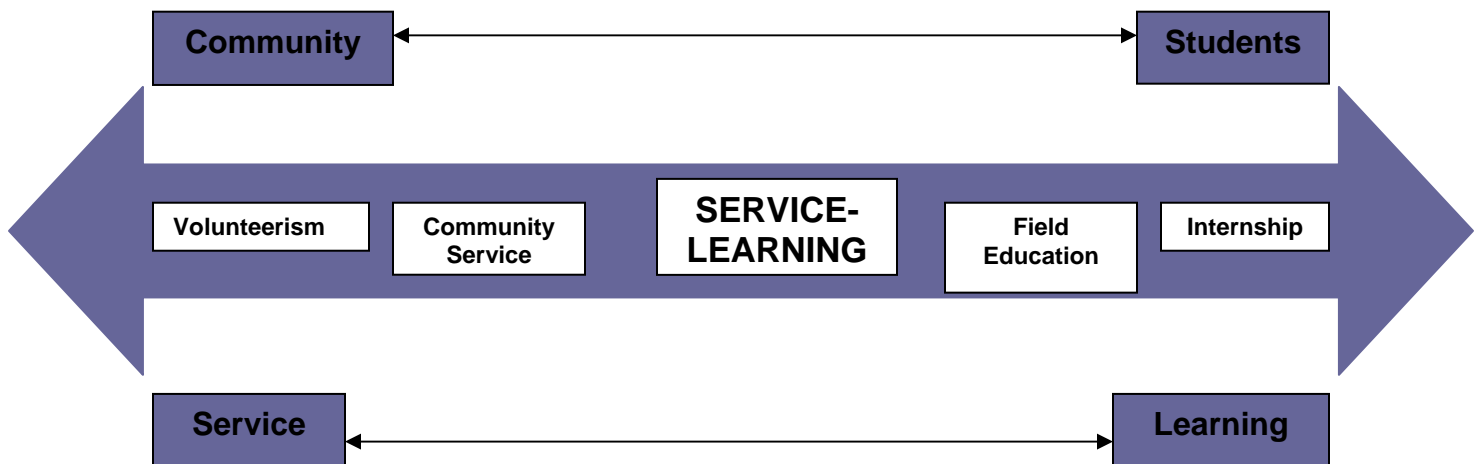 Community
Students
Volunteerism
Community
Service
SERVICE-
LEARNING
Field
Education
Internship
Service
Learning